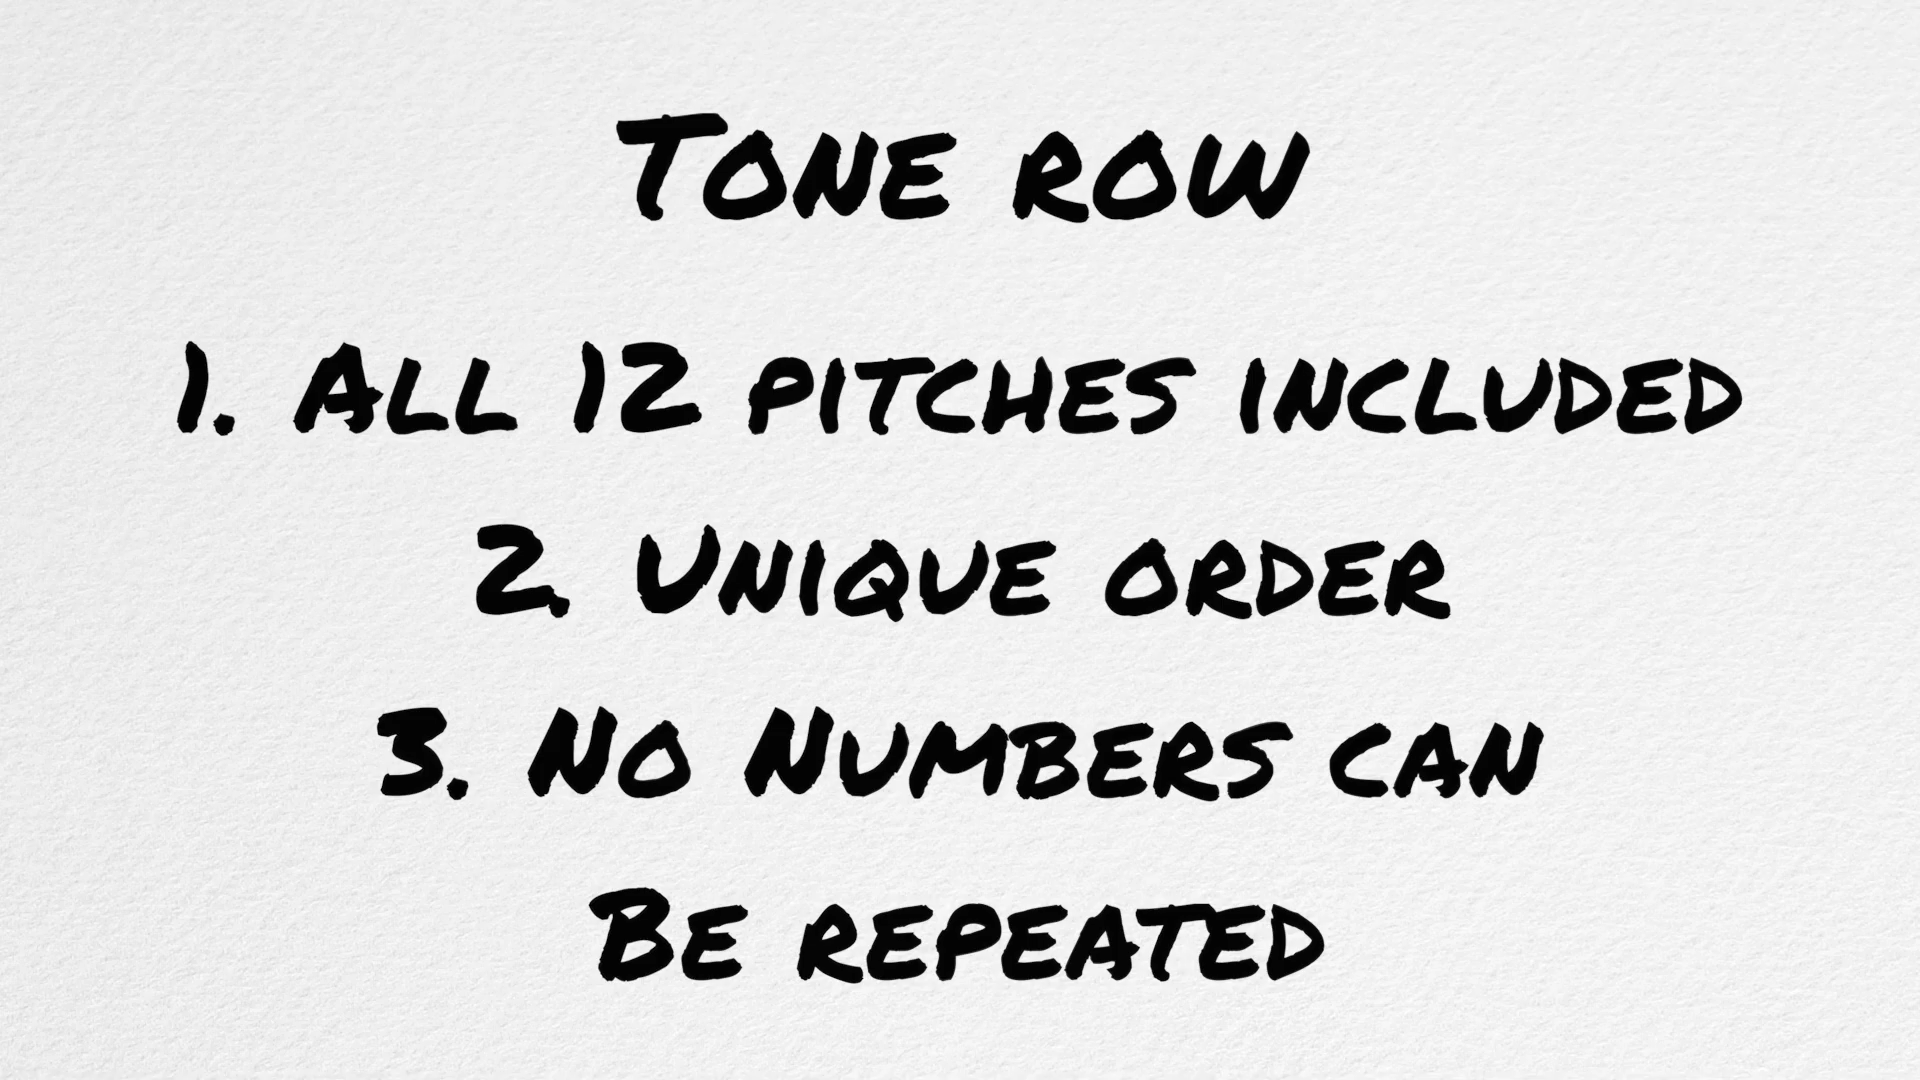 Tone row
1. All 12 pitches included
2. Unique order
3. No Numbers can
Be repeated